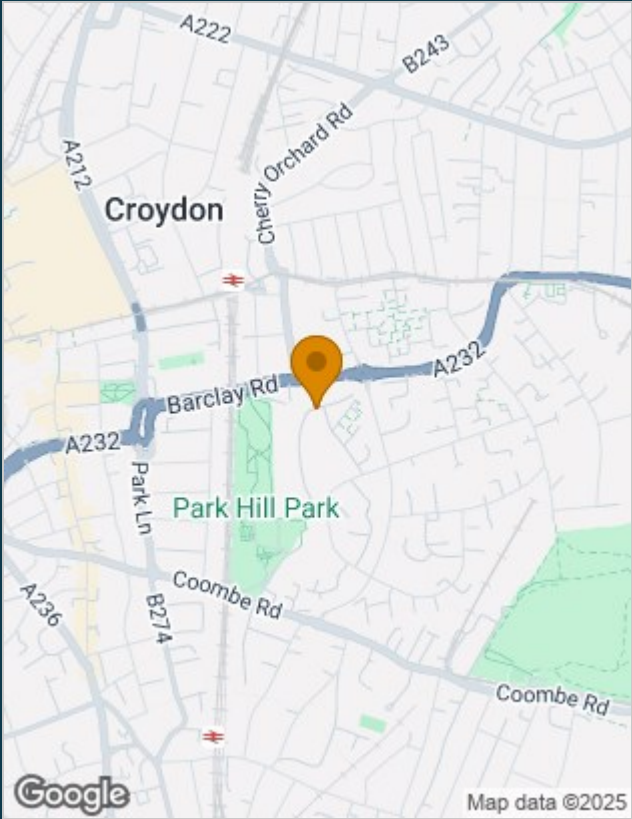 A222
B243
A212
Cherry Orchard Rd
Croydon
A232
Barclay Rd
A232
Park Ln
Park Hill Park
Coombe Rd
A236
B274
Coombe Rd
Google
Map data ©2025